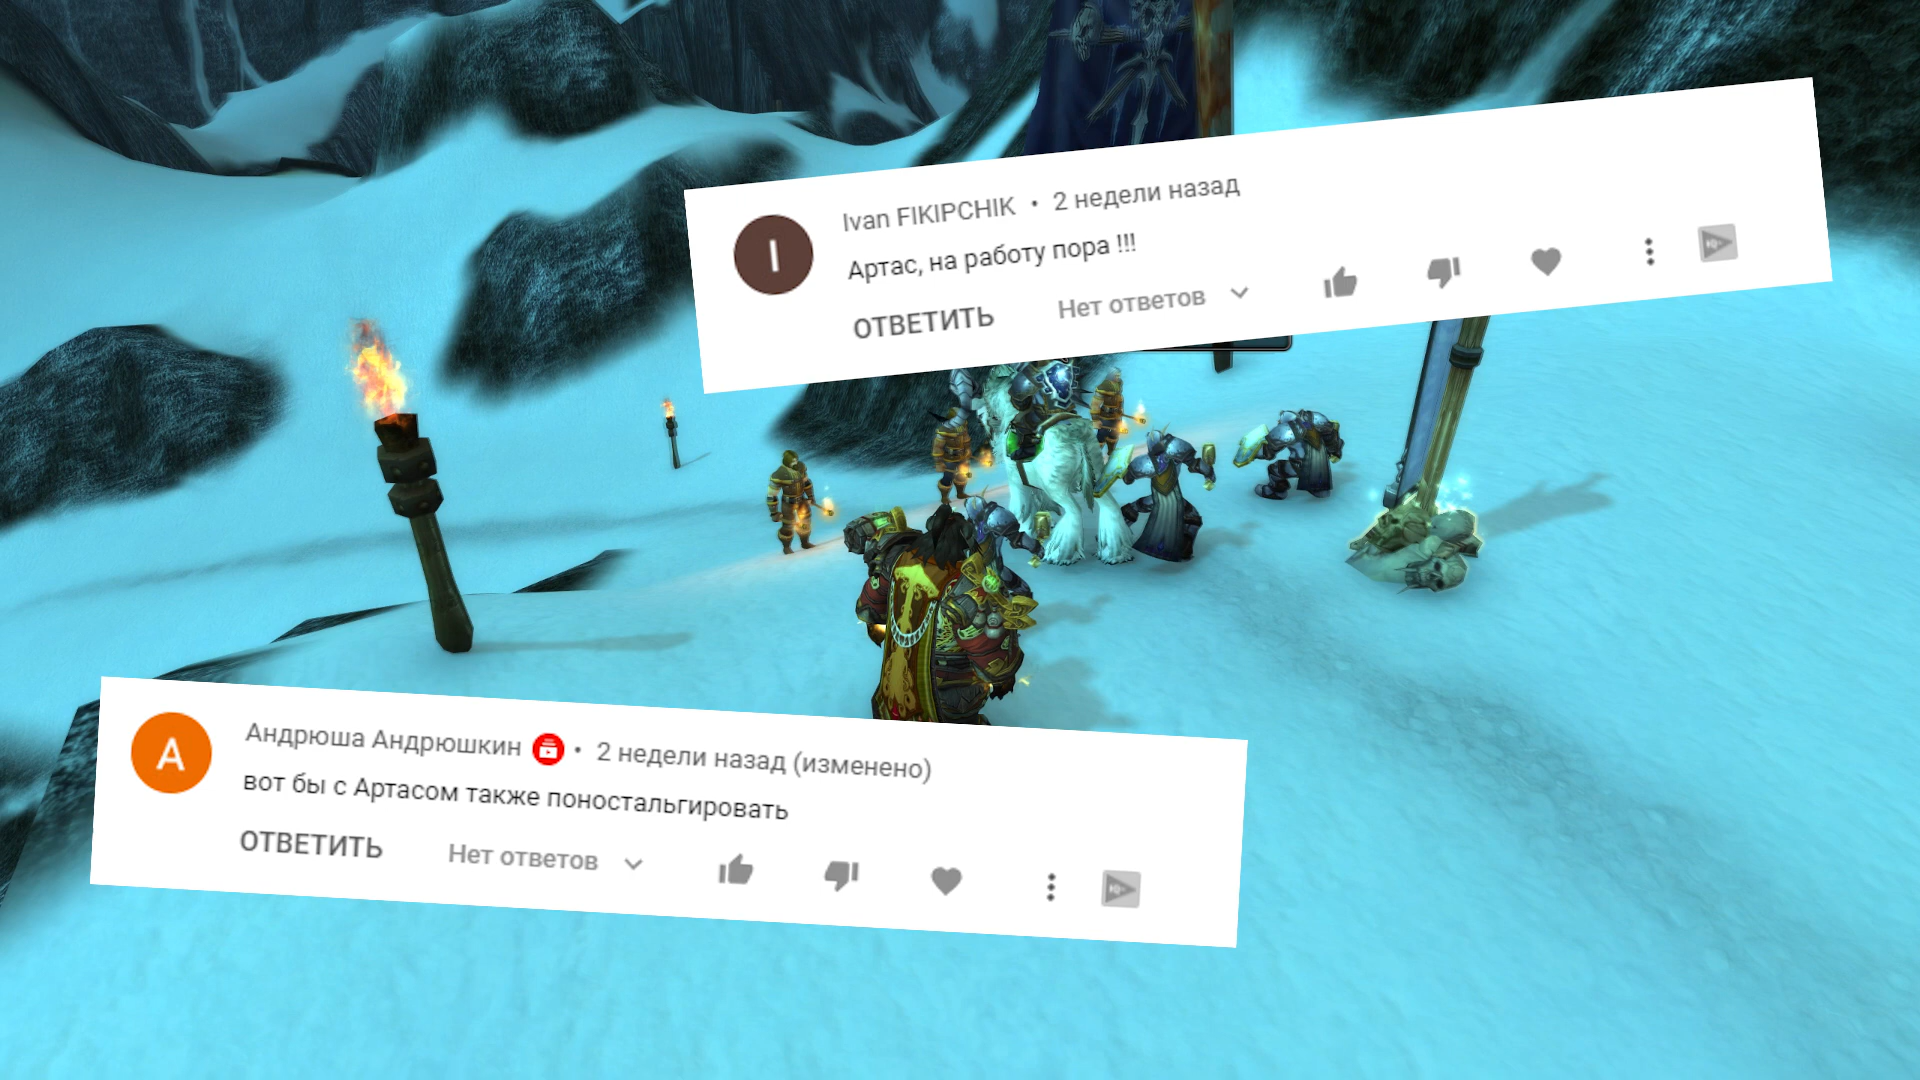 Ivan FIKIPCHIK • 2 недели назад
Артас, на работу пора !!!
ОТВЕТИТЬ Нет ответов
I
Андрюша Андрюшкин • 2 недели назад (изменено)
вот бы с Артасом также поностальгировать
ОТВЕТИТЬ Нет ответов
A